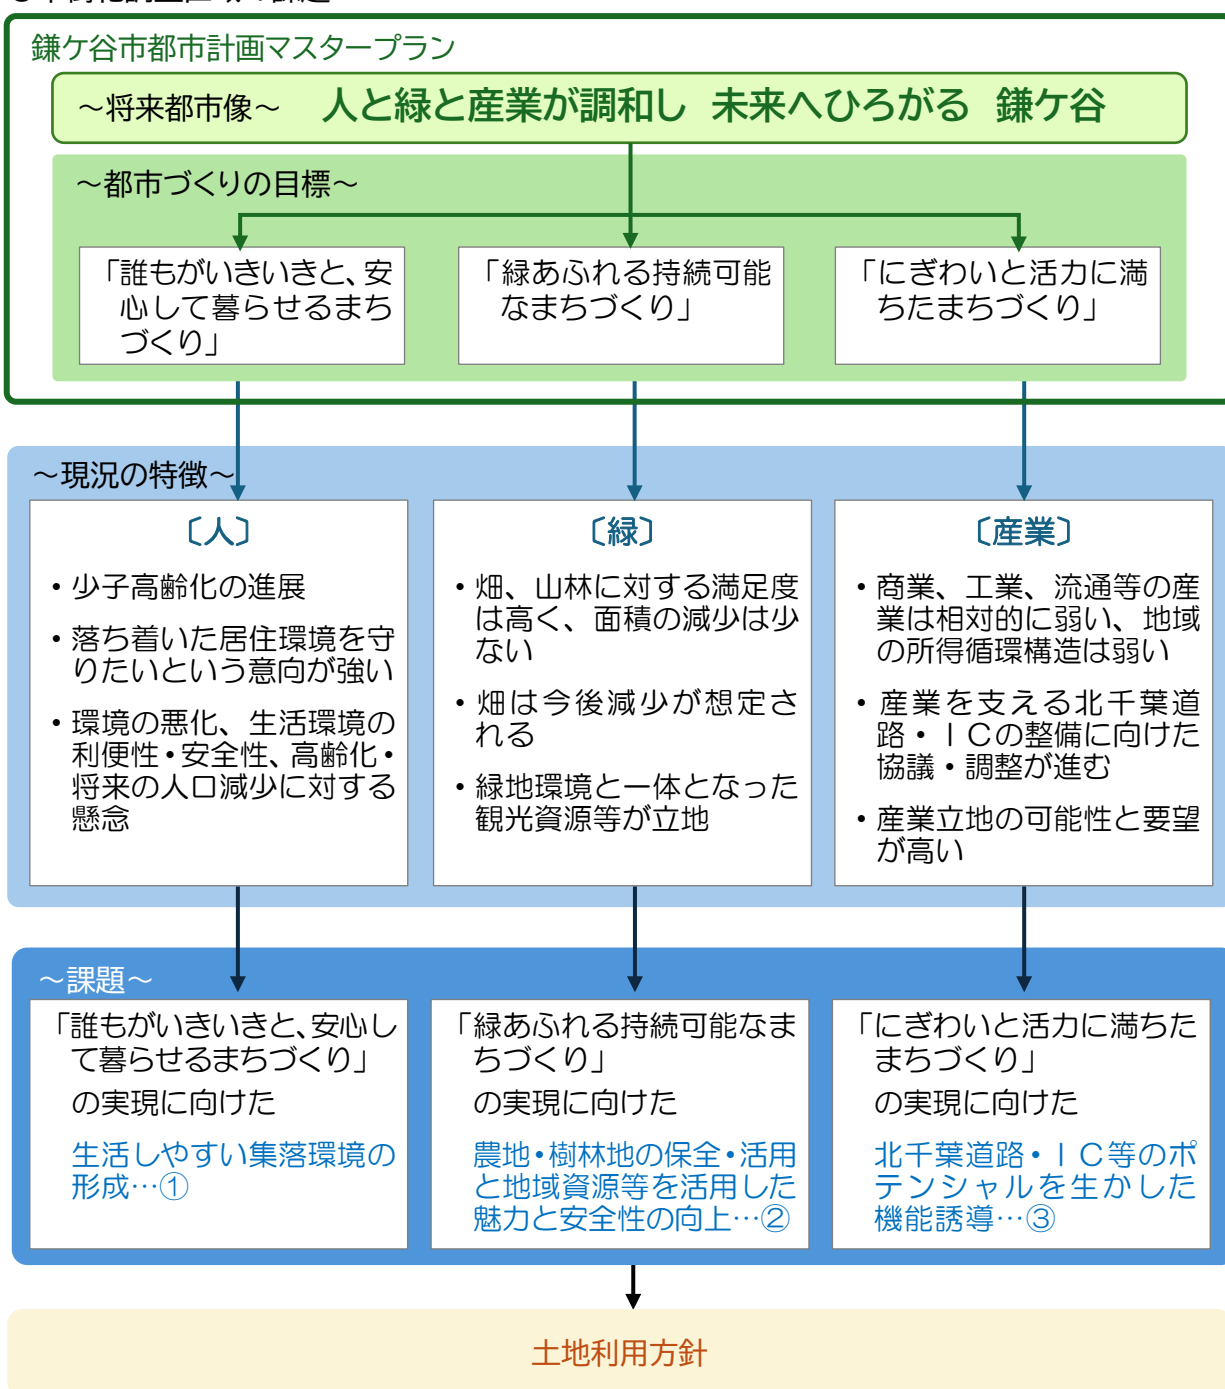 鎌ケ谷市都市計画マスタープラン
～将来都市像～ 人と緑と産業が調和し 未来へひろがる 鎌ケ谷
～都市づくりの目標～
「誰もがいきいきと、安
心して暮らせるまち
づくり」
「緑あふれる持続可能
なまちづくり」
「にぎわいと活力に満
ちたまちづくり」
～現況の特徴～
〔人〕
・少子高齢化の進展
・落ち着いた居住環境を守
りたいという意向が強い
・環境の悪化、生活環境の
利便性・安全性、高齢化・
将来の人口減少に対する
懸念
〔緑〕
・畑、山林に対する満足度
は高く、面積の減少は少
ない
・畑は今後減少が想定さ
れる
・緑地環境と一体となった
観光資源等が立地
〔産業〕
・商業、工業、流通等の産
業は相対的に弱い、地域
の所得循環構造は弱い
・産業を支える北千葉道
路・ＩＣの整備に向けた
協議・調整が進む
・産業立地の可能性と要望
が高い
～課題～
「誰もがいきいきと、安心し
て暮らせるまちづくり」
の実現に向けた
生活しやすい集落環境の
形成…①
「緑あふれる持続可能なま
ちづくり」
の実現に向けた
農地・樹林地の保全・活用
と地域資源等を活用した
魅力と安全性の向上…②
「にぎわいと活力に満ちた
まちづくり」
の実現に向けた
北千葉道路・ＩＣ等のポ
テンシャルを生かした
機能誘導…③
土地利用方針